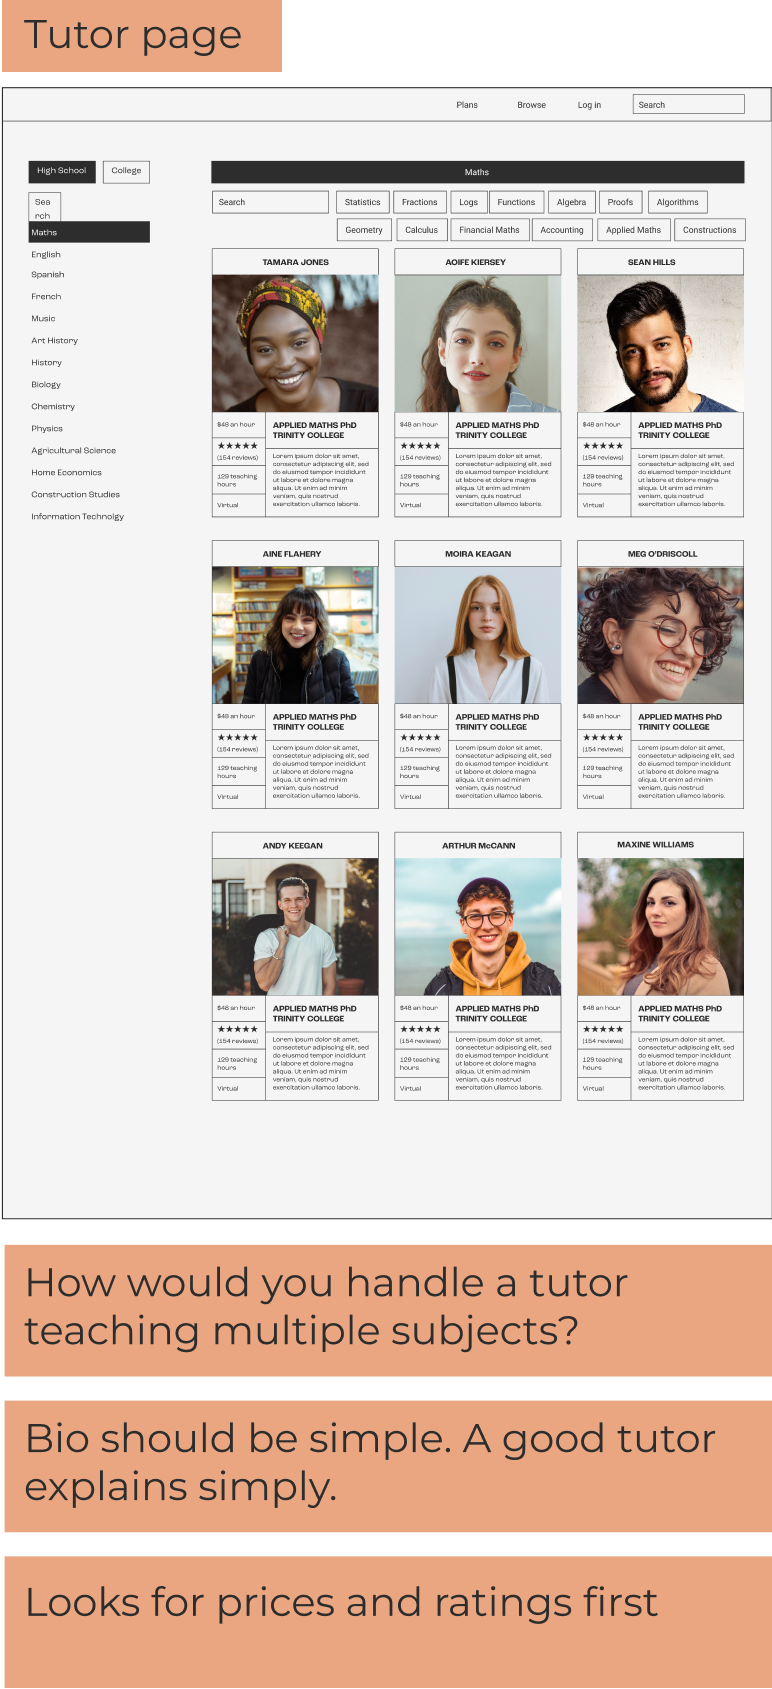 Tutor page
Plans Browse Log in Search
High School College
Sea
rch
Maths
English
Spanish
French
Music
Art History
History
Biology
Chemistry
Physics
Agricultural Science
Home Economics
Construction Studies
Information Technolgy
Maths
Search Statistics Fractions Logs Functions Algebra Proofs Algorithms
Geometry Calculus Financial Maths Accounting Applied Maths Constructions
TAMARA JONES
$48 an hour
★★★★★
(154 reviews)
129 teaching
hours
Virtual
APPLIED MATHS PhD
TRINITY COLLEGE
Lorem ipsum dolor sit amet,
consectetur adipiscing elit, sed
do eiusmod tempor incididunt
ut labore et dolore magna
aliqua. Ut enim ad minim
veniam, quis nostrud
exercitation ullamco laboris.
AOIFE KIERSEY
$48 an hour
★★★★★
(154 reviews)
129 teaching
hours
Virtual
APPLIED MATHS PhD
TRINITY COLLEGE
Lorem ipsum dolor sit amet,
consectetur adipiscing elit, sed
do eiusmod tempor incididunt
ut labore et dolore magna
aliqua. Ut enim ad minim
veniam, quis nostrud
exercitation ullamco laboris.
SEAN HILLS
$48 an hour
★★★★★
(154 reviews)
129 teaching
hours
Virtual
APPLIED MATHS PhD
TRINITY COLLEGE
Lorem ipsum dolor sit amet,
consectetur adipiscing elit, sed
do eiusmod tempor incididunt
ut labore et dolore magna
aliqua. Ut enim ad minim
veniam, quis nostrud
exercitation ullamco laboris.
AINE FLAHERY
$48 an hour
★★★★★
(154 reviews)
129 teaching
hours
Virtual
APPLIED MATHS PhD
TRINITY COLLEGE
Lorem ipsum dolor sit amet,
consectetur adipiscing elit, sed
do eiusmod tempor incididunt
ut labore et dolore magna
aliqua. Ut enim ad minim
veniam, quis nostrud
exercitation ullamco laboris.
MOIRA KEAGAN
$48 an hour
★★★★★
(154 reviews)
129 teaching
hours
Virtual
APPLIED MATHS PhD
TRINITY COLLEGE
Lorem ipsum dolor sit amet,
consectetur adipiscing elit, sed
do eiusmod tempor incididunt
ut labore et dolore magna
aliqua. Ut enim ad minim
veniam, quis nostrud
exercitation ullamco laboris.
MEG O'DRISCOLL
$48 an hour
★★★★★
(154 reviews)
129 teaching
hours
Virtual
APPLIED MATHS PhD
TRINITY COLLEGE
Lorem ipsum dolor sit amet,
consectetur adipiscing elit, sed
do eiusmod tempor incididunt
ut labore et dolore magna
aliqua. Ut enim ad minim
veniam, quis nostrud
exercitation ullamco laboris.
ANDY KEEGAN
$48 an hour
★★★★★
(154 reviews)
129 teaching
hours
Virtual
APPLIED MATHS PhD
TRINITY COLLEGE
Lorem ipsum dolor sit amet,
consectetur adipiscing elit, sed
do eiusmod tempor incididunt
ut labore et dolore magna
aliqua. Ut enim ad minim
veniam, quis nostrud
exercitation ullamco laboris.
ARTHUR McCANN
$48 an hour
★★★★★
(154 reviews)
129 teaching
hours
Virtual
APPLIED MATHS PhD
TRINITY COLLEGE
Lorem ipsum dolor sit amet,
consectetur adipiscing elit, sed
do eiusmod tempor incididunt
ut labore et dolore magna
aliqua. Ut enim ad minim
veniam, quis nostrud
exercitation ullamco laboris.
MAXINE WILLIAMS
$48 an hour
★★★★★
(154 reviews)
129 teaching
hours
Virtual
APPLIED MATHS PhD
TRINITY COLLEGE
Lorem ipsum dolor sit amet,
consectetur adipiscing elit, sed
do eiusmod tempor incididunt
ut labore et dolore magna
aliqua. Ut enim ad minim
veniam, quis nostrud
exercitation ullamco laboris.
How would you handle a tutor
teaching multiple subjects?
Bio should be simple. A good tutor
explains simply.
Looks for prices and ratings first